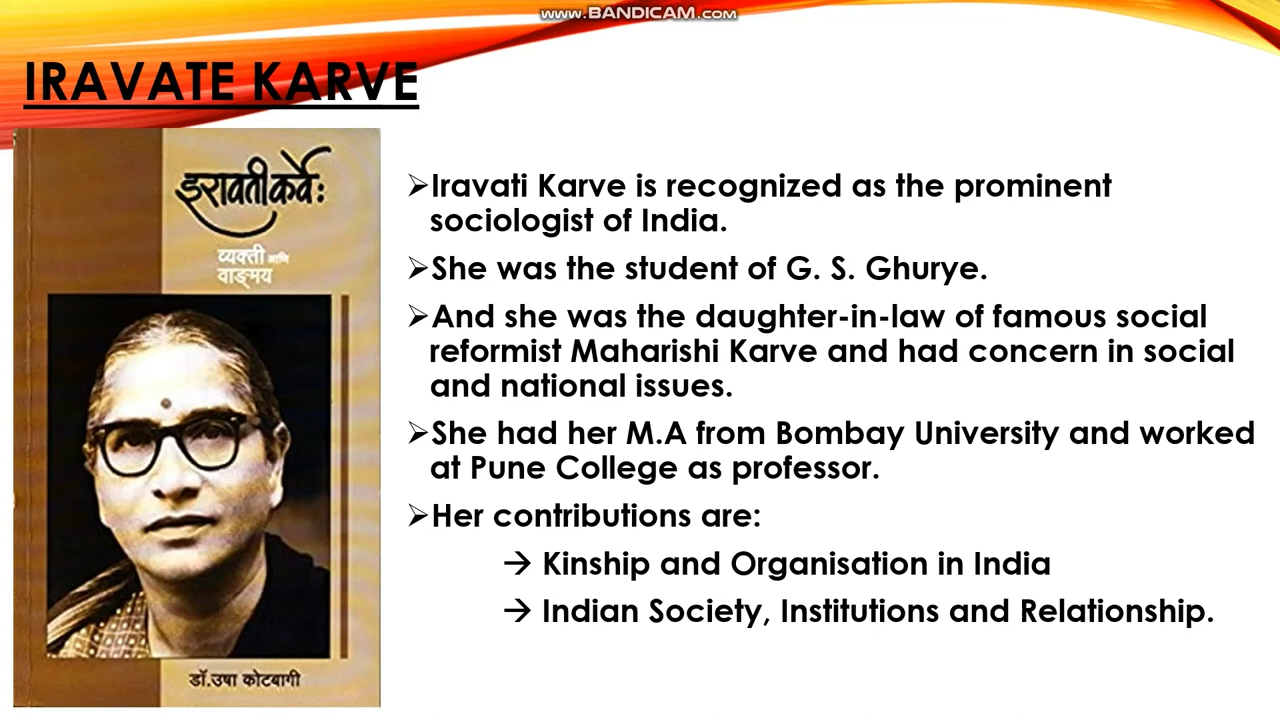 www.BANDICAM.com
IRAVATE KARVE
इरावती कर्वे:
व्यक्ती आणि
वाङ्मय
डॉ.उषा कोटबागी
➢Iravati Karve is recognized as the prominent
sociologist of India.
➢She was the student of G. S. Ghurye.
➢And she was the daughter-in-law of famous social
reformist Maharishi Karve and had concern in social
and national issues.
➢She had her M.A from Bombay University and worked
at Pune College as professor.
➢Her contributions are:
→ Kinship and Organisation in India
→ Indian Society, Institutions and Relationship.